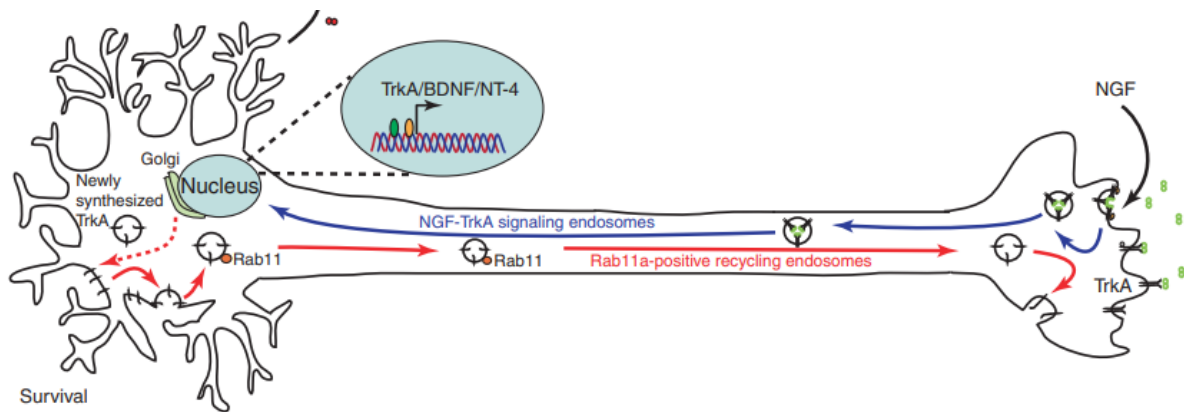 TrkA/BDNF/NT-4
NGF
Golgi
Nucleus
Newly
synthesized
TrkA
NGF-TrkA signaling endosomes
Rab11
Rab11
Rab11a-positive recycling endosomes
TrkA
Survival